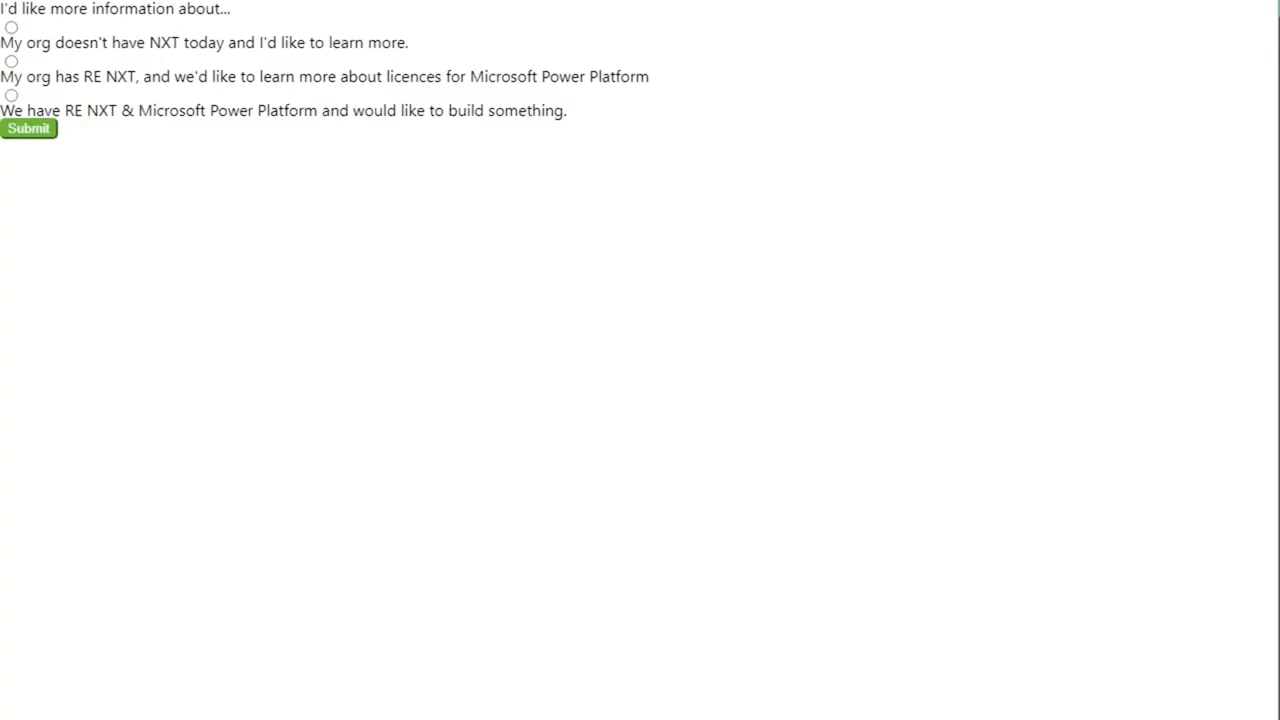 I'd like more information about...
My org doesn't have NXT today and I'd like to learn more.
My org has RE NXT, and we'd like to learn more about licences for Microsoft Power Platform
We have RE NXT & Microsoft Power Platform and would like to build something.
Submit